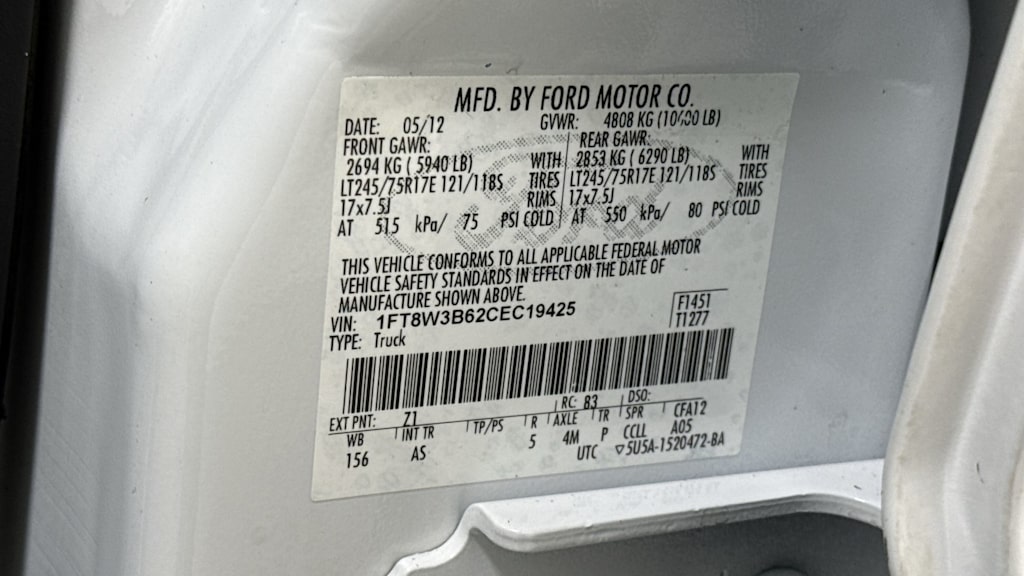 MFD. BY FORD MOTOR CO.
DATE: 05/12 GVWR: 4808 KG (10400 LB)
FRONT GAWR: REAR GAWR:
2694 KG ( 5940 LB) WITH 2853 KG ( 6290 LB) WITH
LT245/75R17E 121/118S TIRES LT245/75R17E 121/118S TIRES
17x7.5J RIMS 17x7.5J RIMS
AT 515 kPa/ 75 PSI COLD AT 550 kPa/ 80 PSI COLD
THIS VEHICLE CONFORMS TO ALL APPLICABLE FEDERAL MOTOR
VEHICLE SAFETY STANDARDS IN EFFECT ON THE DATE OF
MANUFACTURE SHOWN ABOVE.
VIN: 1FT8W3B62CEC19425 F1451
TYPE: Truck T1277
EXT PNT: Z1 RC: 83 DSO:
WB INT TR TP/PS R AXLE TR SPR CFA12
156 AS 5 4M P CCLL A05
UTC ▽5U5A-1520472-BA